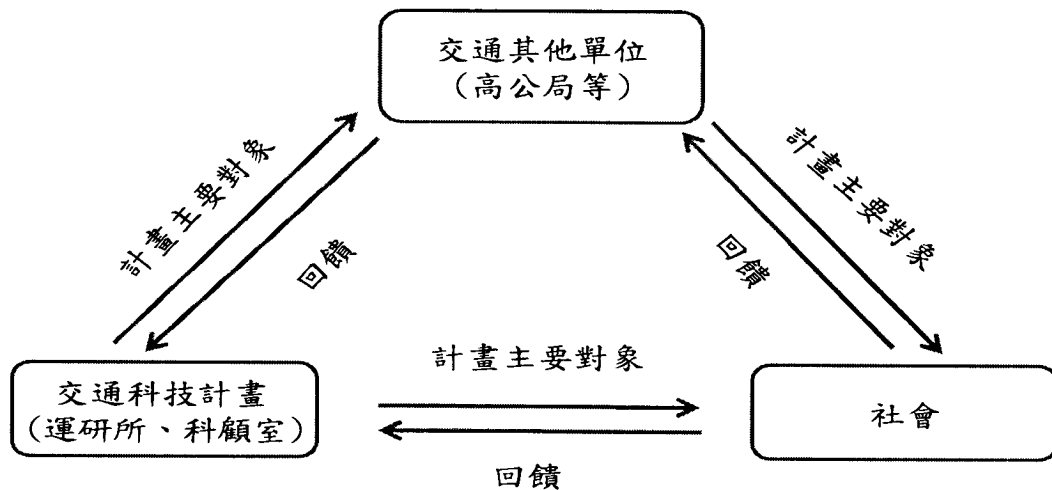 交通其他單位
（高公局等）
計畫主要對象
回饋
計畫主要對象
回饋
計畫主要對象
回饋
交通科技計畫
(運研所、科顧室)
社會